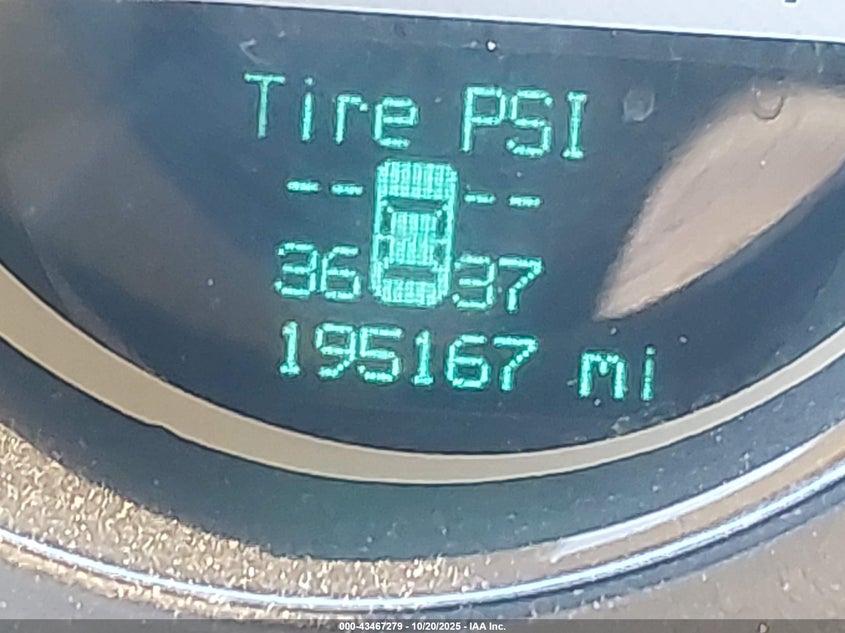 Tire PSI
-- --
36 37
195167 mi
000-43467279 - 10/20/2025 - IAA Inc.